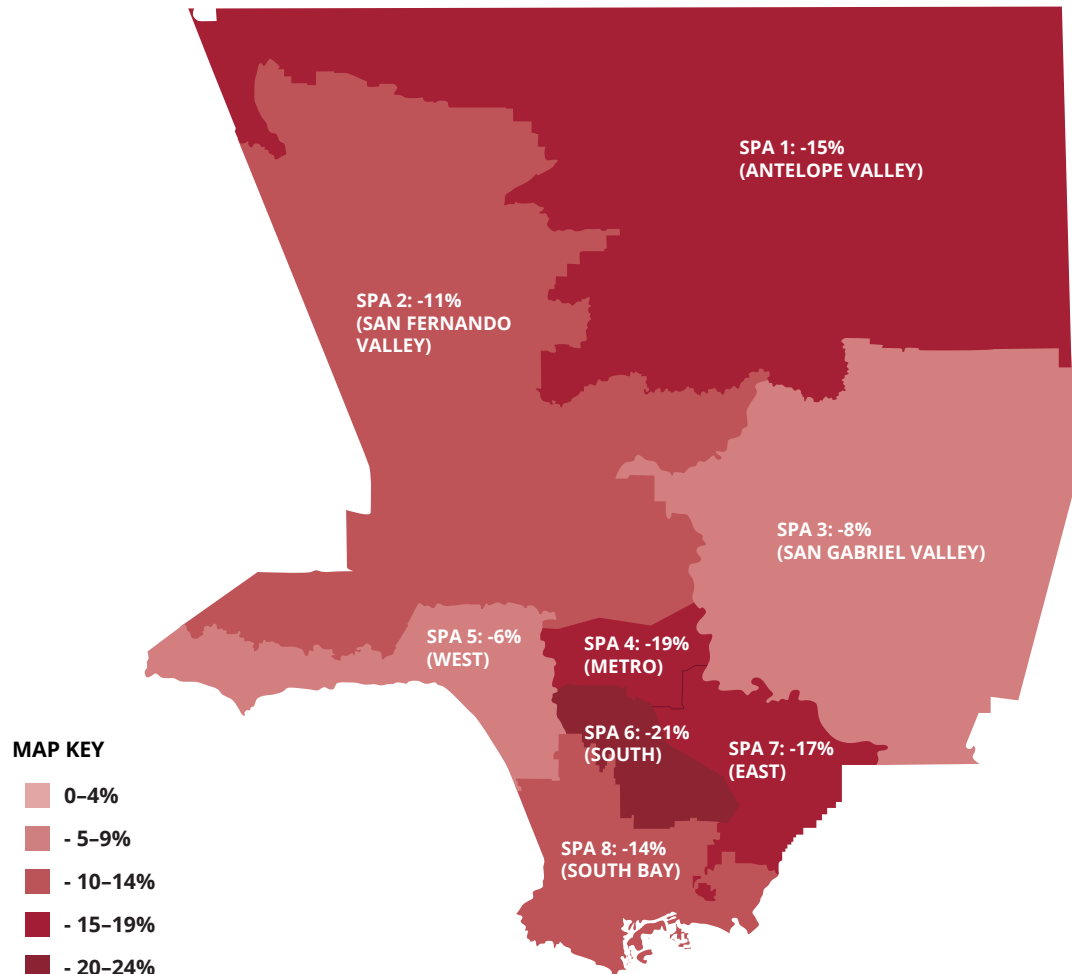 SPA 1: -15%
(ANTELOPE VALLEY)
SPA 2: -11%
(SAN FERNANDO
VALLEY)
SPA 3: -8%
(SAN GABRIEL VALLEY)
SPA 5: -6%
(WEST)
SPA 4: -19%
(METRO)
SPA 6: -21%
(SOUTH)
SPA 7: -17%
(EAST)
SPA 8: -14%
(SOUTH BAY)
MAP KEY
0–4%
- 5–9%
- 10–14%
- 15–19%
- 20–24%